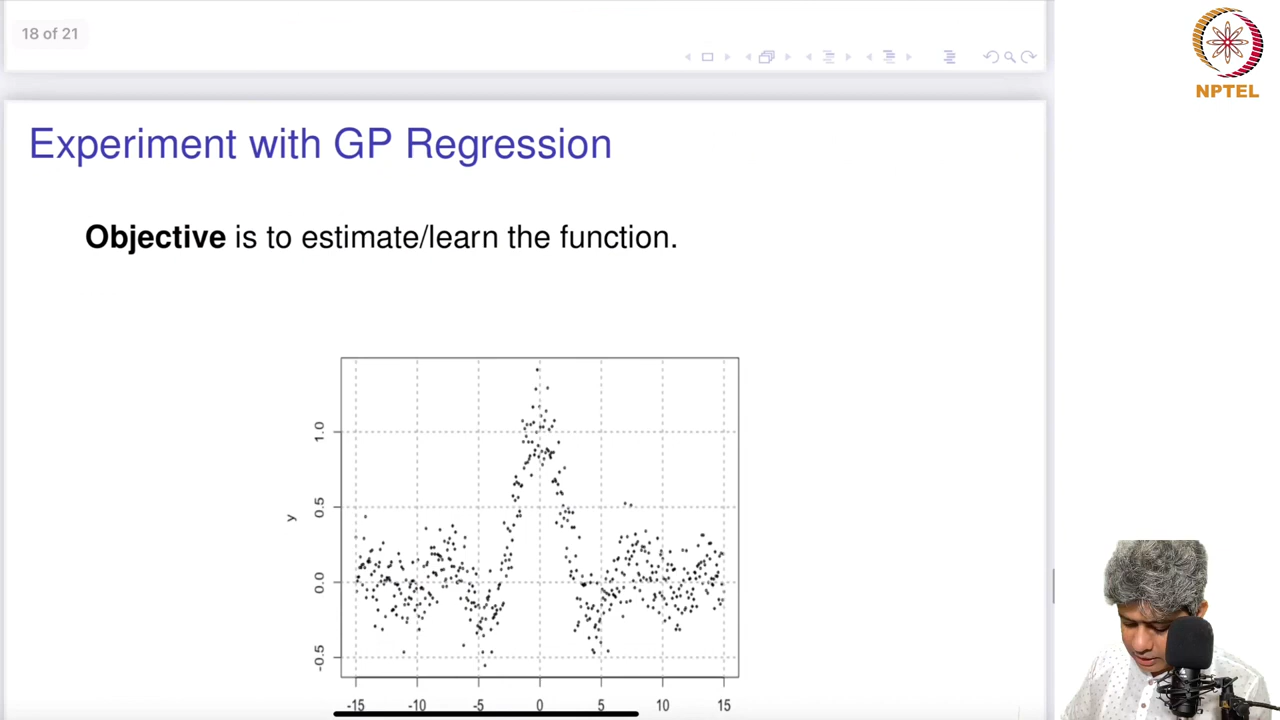 18 of 21
NPTEL
Experiment with GP Regression
Objective is to estimate/learn the function.
y
1.0
0.5
0.0
-0.5
-15 -10 -5 0 5 10 15